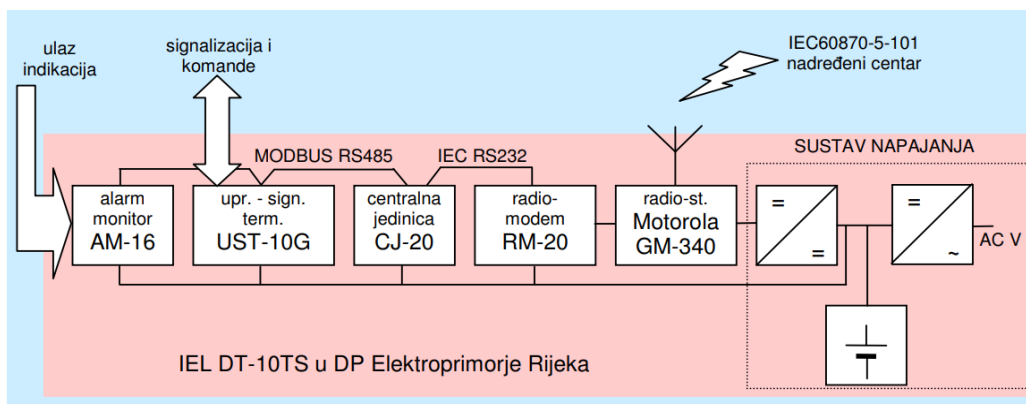 ulaz
indikacija
signalizacija i
komande
IEC60870-5-101
nadređeni centar
SUSTAV NAPAJANJA
MODBUS RS485
IEC RS232
alarm
monitor
AM-16
upr. - sign.
term.
UST-10G
centralna
jedinica
CJ-20
radio-
modem
RM-20
radio-st.
Motorola
GM-340
=
=
=
~
AC V
IEL DT-10TS u DP Elektroprimorje Rijeka